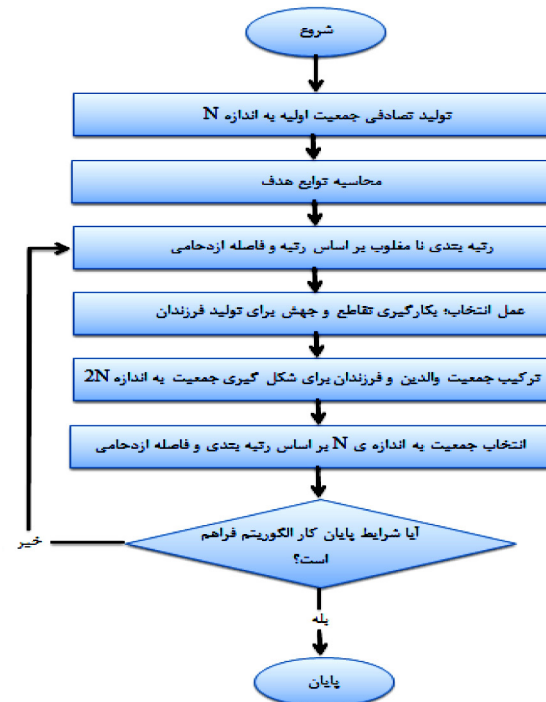 شروع
تولید تصادفی جمعیت اولیه به اندازه N
محاسبه توابع هدف
رتبه بندی نا مغلوب بر اساس رتبه و فاصله ازدحامی
عمل انتخاب؛ بکارگیری تقاطع و جهش برای تولید فرزندان
ترکیب جمعیت والدین و فرزندان برای شکل گیری جمعیت به اندازه 2N
انتخاب جمعیت به اندازه ی N بر اساس رتبه بندی و فاصله ازدحامی
آیا شرایط پایان کار الگوریتم فراهم
است؟
خیر
بله
پایان